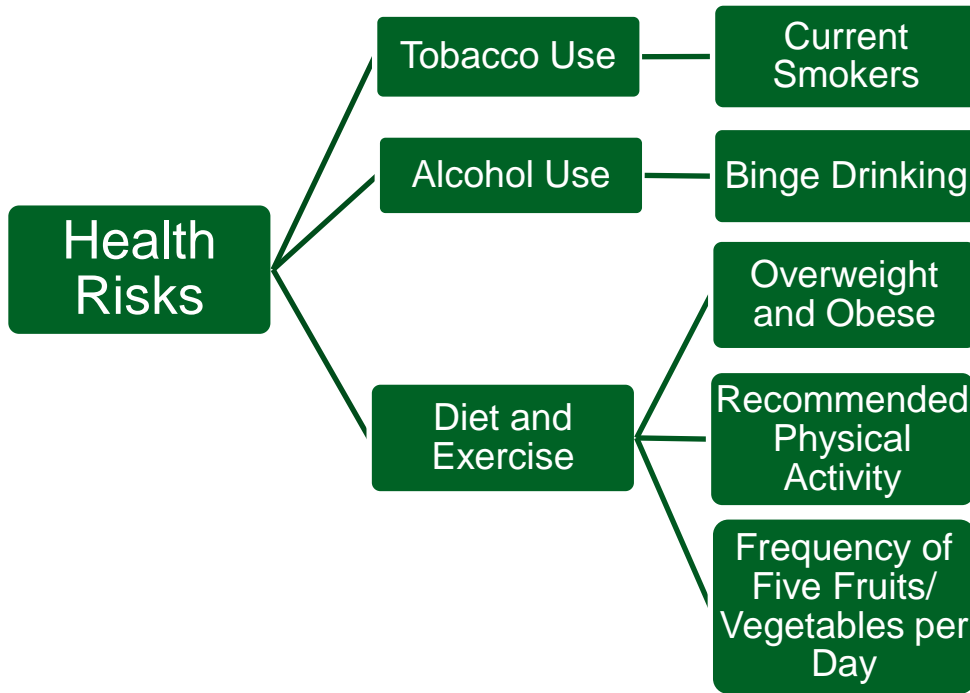 Health
Risks
Tobacco Use
Current
Smokers
Alcohol Use
Binge Drinking
Diet and
Exercise
Overweight
and Obese
Recommended
Physical
Activity
Frequency of
Five Fruits/
Vegetables per
Day